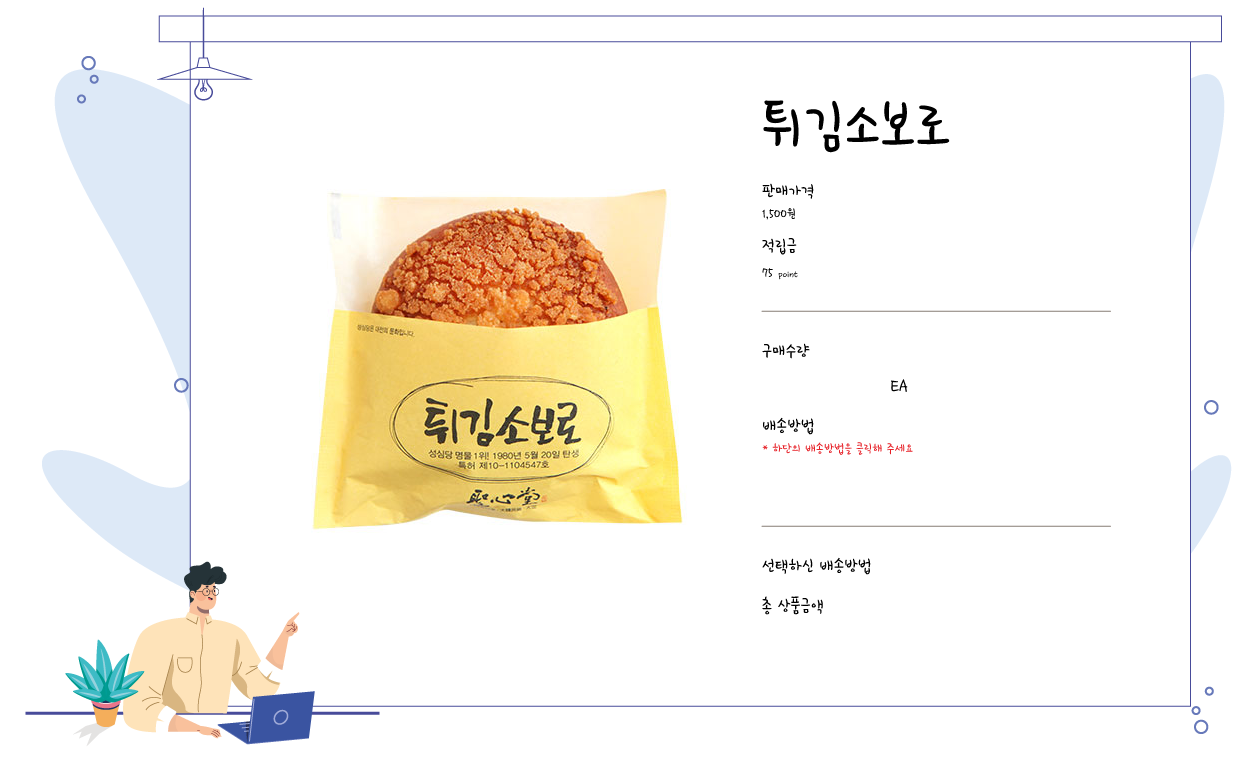 튀김소보로
판매가격
1,500원
적립금
75 point
구매수량
EA
배송방법
* 하단의 배송방법을 클릭해 주세요
선택하신 배송방법
총 상품금액
성심당은 대전의 문화입니다.
튀김소보로
성심당 명물 1위! 1980년 5월 20일 탄생
특허 제10-1104547호
聖心堂